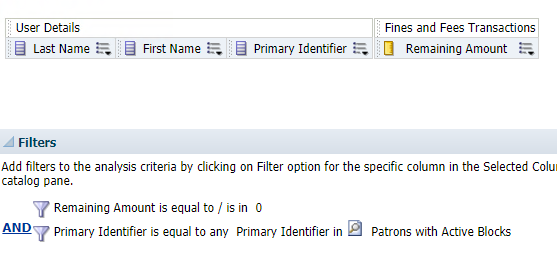 User Details
Fines and Fees Transactions
Last Name First Name Primary Identifier Remaining Amount
Filters
Add filters to the analysis criteria by clicking on Filter option for the specific column in the Selected
catalog pane.
Remaining Amount is equal to / is in 0
AND
Primary Identifier is equal to any Primary Identifier in Patrons with Active Blocks